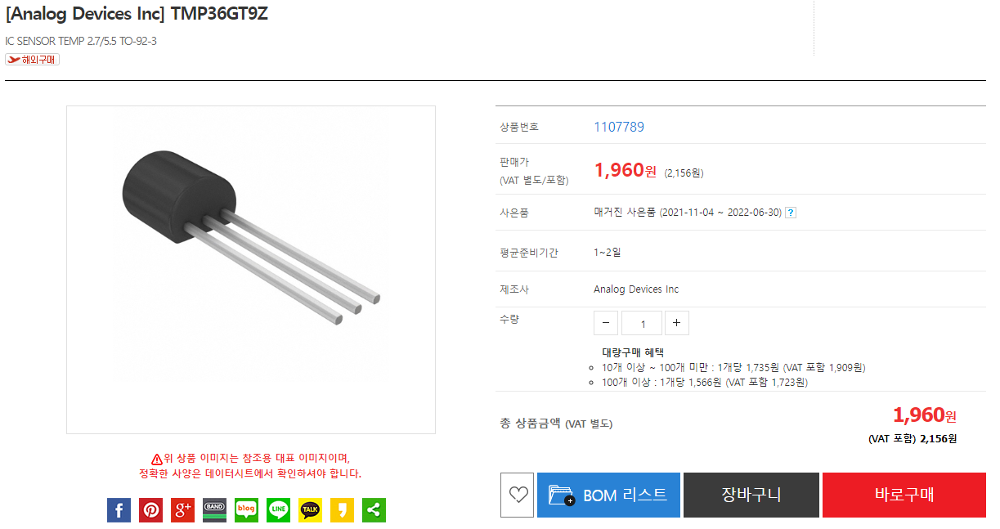 [Analog Devices Inc] TMP36GT9Z
IC SENSOR TEMP 2.7/5.5 TO-92-3
해외구매
상품번호 1107789
판매가
(VAT 별도/포함)
1,960원 (2,156원)
사은품 매거진 사은품 (2021-11-04 ~ 2022-06-30) ?
평균준비기간 1~2일
제조사 Analog Devices Inc
수량 - 1 +
대량구매 혜택
10개 이상 ~ 100개 미만 : 1개당 1,735원 (VAT 포함 1,909원)
100개 이상 : 1개당 1,566원 (VAT 포함 1,723원)
총 상품금액 (VAT 별도) 1,960원
(VAT 포함) 2,156원
위 상품 이미지는 참조용 대표 이미지이며,
정확한 사양은 데이터시트에서 확인하셔야 합니다.
f g+ BAND blog LINE TALK
BOM 리스트 장바구니 바로구매